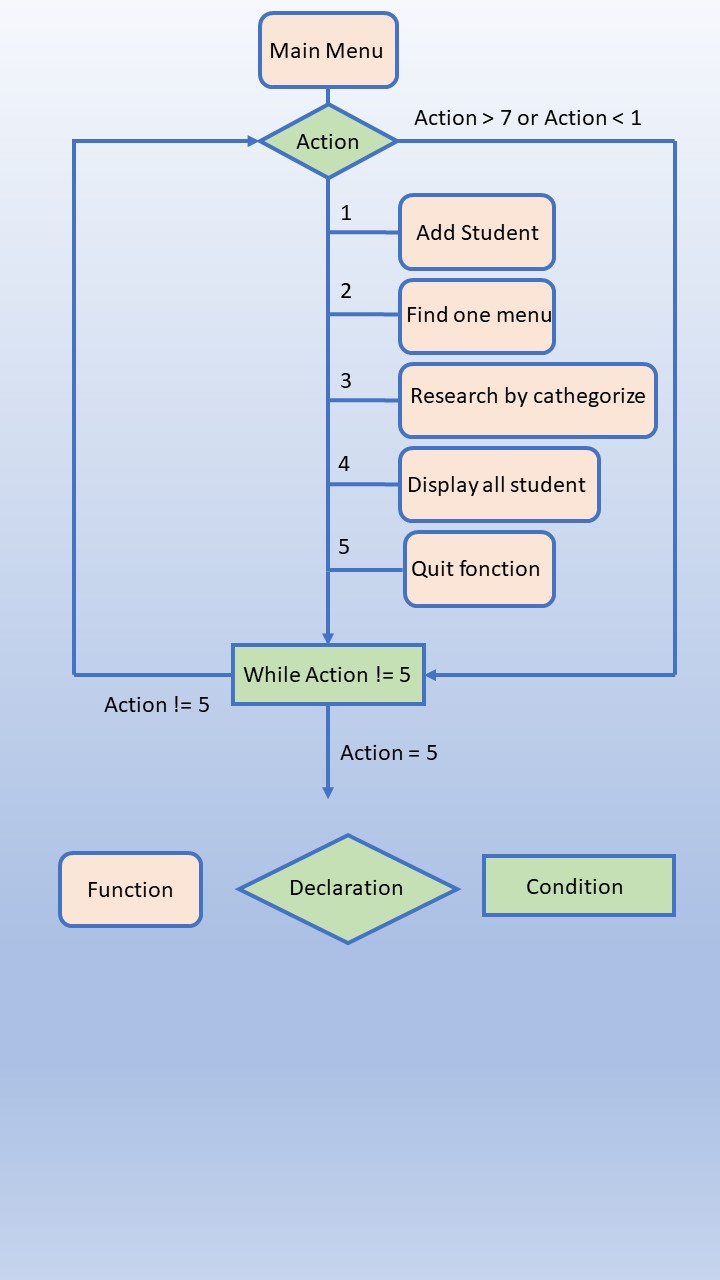 Main Menu
Action > 7 or Action < 1
Action
1
Add Student
2
Find one menu
3
Research by cathegorize
4
Display all student
5
Quit fonction
While Action != 5
Action != 5
Action = 5
Function
Declaration
Condition